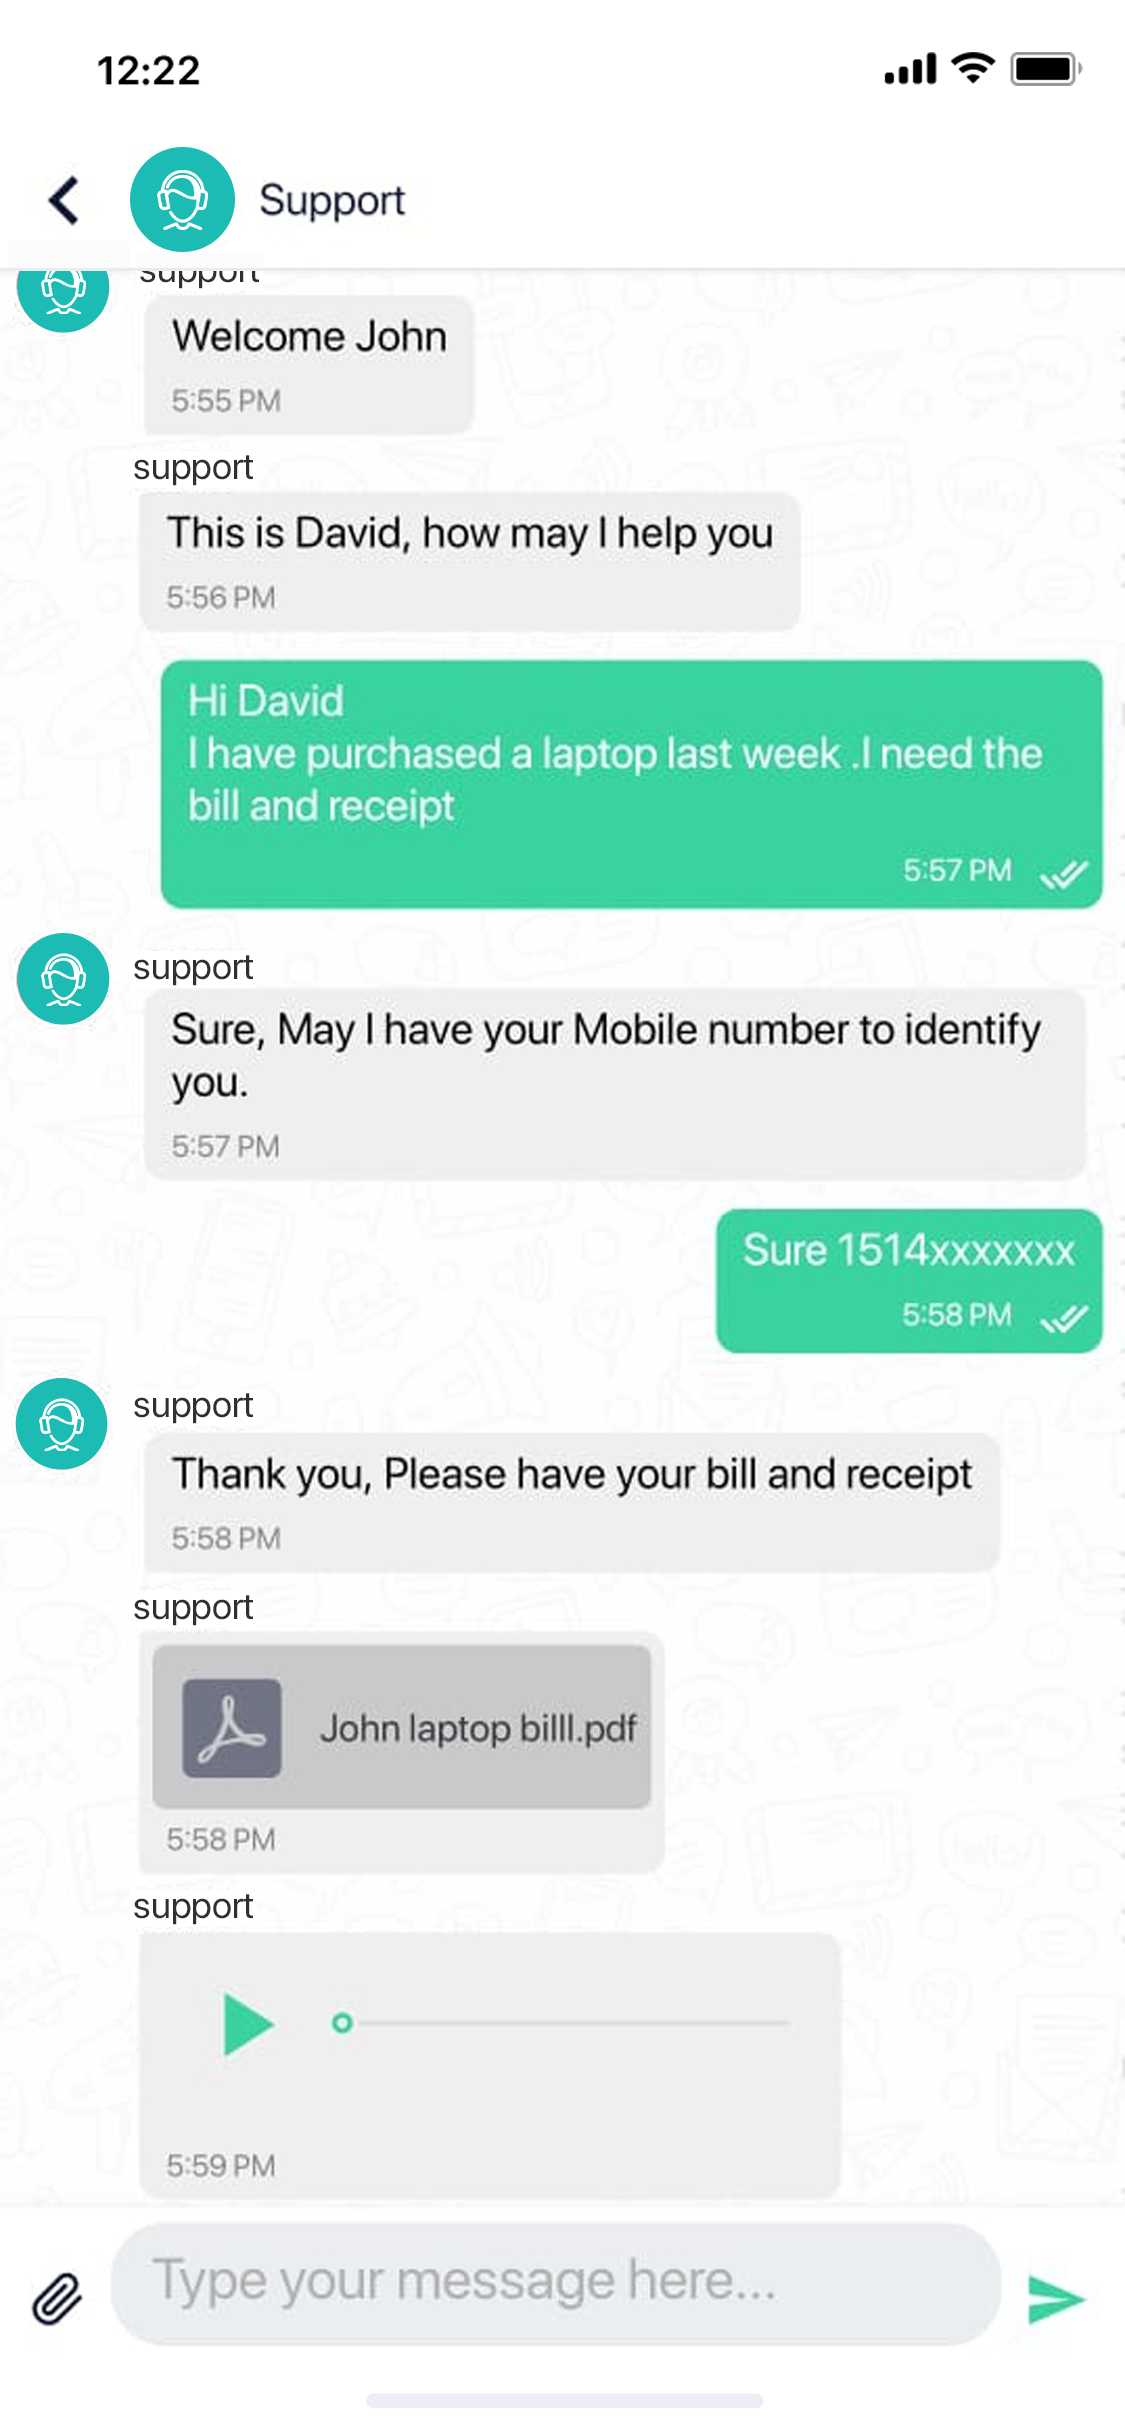 12:22
Support
support
Welcome John
5:55 PM
support
This is David, how may I help you
5:56 PM
Hi David
I have purchased a laptop last week .I need the
bill and receipt
5:57 PM
support
Sure, May I have your Mobile number to identify
you.
5:57 PM
Sure 1514xxxxxxx
5:58 PM
support
Thank you, Please have your bill and receipt
5:58 PM
support
John laptop billl.pdf
5:58 PM
support
5:59 PM
Type your message here...